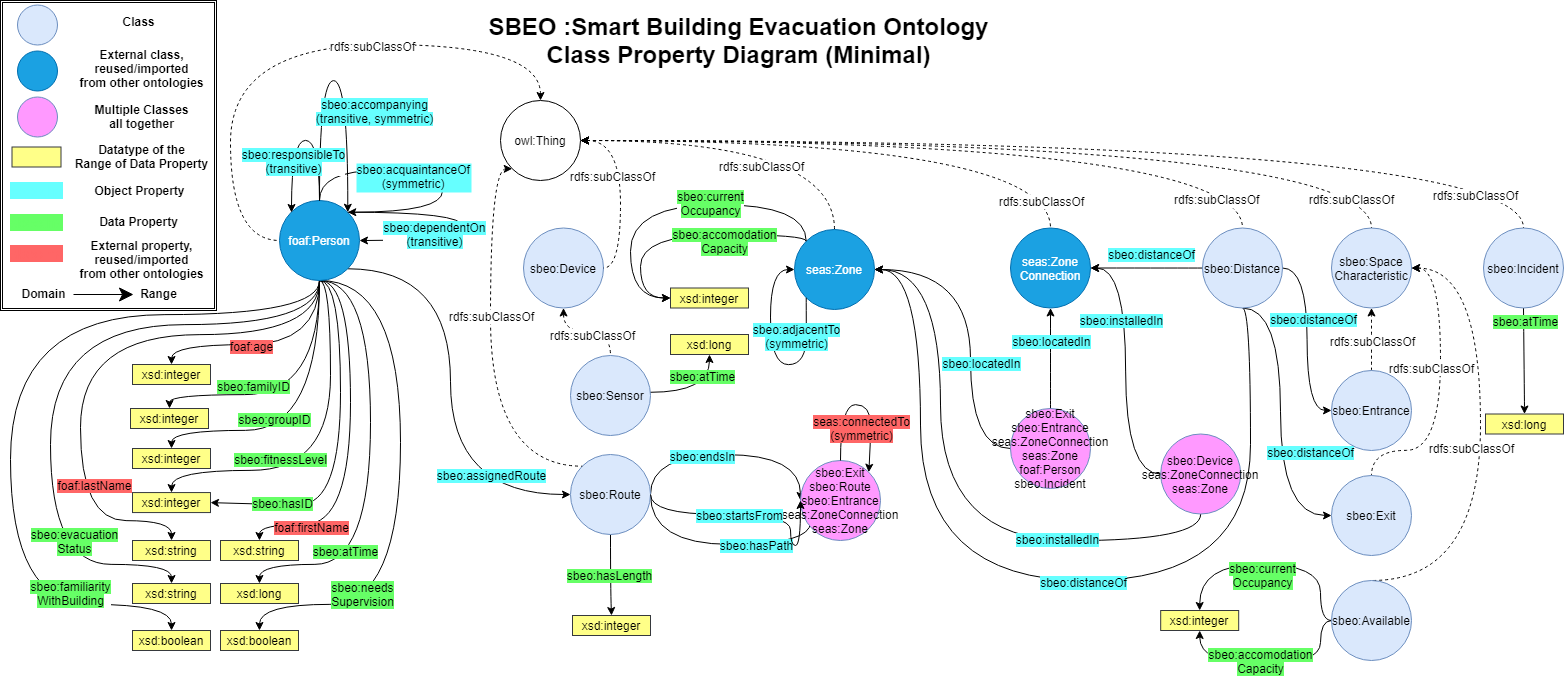 SBEO :Smart Building Evacuation Ontology
Class Property Diagram (Minimal)
Class
External class,
reused/imported
from other ontologies
Multiple Classes
all together
Datatype of the
Range of Data Property
Object Property
Data Property
External property,
reused/imported
from other ontologies
Domain
Range
rdfs:subClassOf
sbeo:accompanying
(transitive, symmetric)
sbeo:responsibleTo
(transitive)
sbeo:acquaintanceOf
(symmetric)
sbeo:dependentOn
(transitive)
foaf:Person
owl:Thing
rdfs:subClassOf
rdfs:subClassOf
rdfs:subClassOf
rdfs:subClassOf
rdfs:subClassOf
rdfs:subClassOf
rdfs:subClassOf
sbeo:current
Occupancy
sbeo:accomodation
Capacity
xsd:integer
sbeo:Device
seas:Zone
seas:Zone
Connection
sbeo:distanceOf
sbeo:Distance
sbeo:Space
Characteristic
sbeo:Incident
rdfs:subClassOf
rdfs:subClassOf
xsd:long
sbeo:atTime
sbeo:Sensor
sbeo:adjacentTo
(symmetric)
sbeo:locatedIn
sbeo:locatedIn
sbeo:installedIn
sbeo:distanceOf
sbeo:atTime
rdfs:subClassOf
rdfs:subClassOf
sbeo:Entrance
xsd:long
foaf:age
xsd:integer
sbeo:familyID
xsd:integer
sbeo:groupID
xsd:integer
sbeo:fitnessLevel
foaf:lastName
xsd:integer
sbeo:hasID
foaf:firstName
sbeo:evacuation
Status
xsd:string
xsd:string
sbeo:atTime
sbeo:familiarity
WithBuilding
xsd:string
xsd:long
sbeo:needs
Supervision
xsd:boolean
xsd:boolean
sbeo:assignedRoute
sbeo:Route
sbeo:endsIn
sbeo:startsFrom
sbeo:hasPath
sbeo:hasLength
xsd:integer
seas:connectedTo
(symmetric)
sbeo:Exit
sbeo:Route
sbeo:Entrance
seas:ZoneConnection
seas:Zone
sbeo:Exit
sbeo:Entrance
seas:ZoneConnection
seas:Zone
foaf:Person
sbeo:Incident
sbeo:Device
seas:ZoneConnection
seas:Zone
sbeo:distanceOf
rdfs:subClassOf
sbeo:Exit
sbeo:installedIn
sbeo:distanceOf
sbeo:current
Occupancy
xsd:integer
sbeo:Available
sbeo:accomodation
Capacity